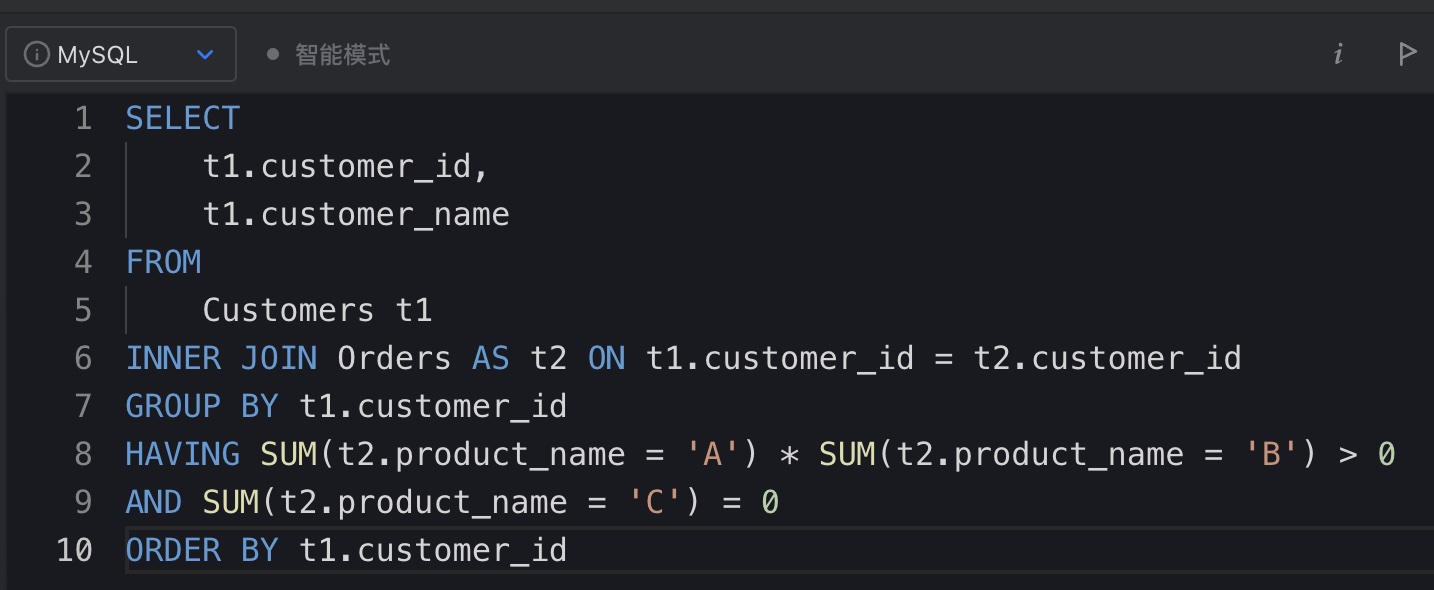 MySQL 智能模式
1 SELECT
2 t1.customer_id,
3 t1.customer_name
4 FROM
5 Customers t1
6 INNER JOIN Orders AS t2 ON t1.customer_id = t2.customer_id
7 GROUP BY t1.customer_id
8 HAVING SUM(t2.product_name = 'A') * SUM(t2.product_name = 'B') > 0
9 AND SUM(t2.product_name = 'C') = 0
10 ORDER BY t1.customer_id